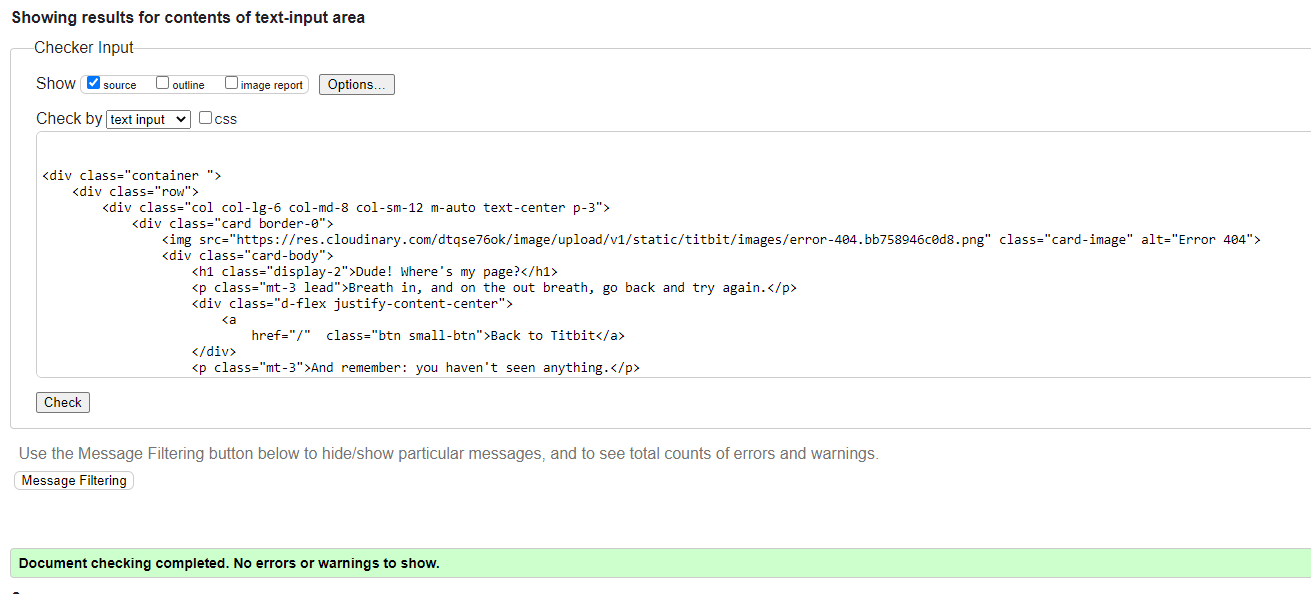 Showing results for contents of text-input area
Checker Input
Show source outline image report Options...
Check by text input css
<div class="container ">
<div class="row">
<div class="col col-lg-6 col-md-8 col-sm-12 m-auto text-center p-3">
<div class="card border-0">
<img src="https://res.cloudinary.com/dtqse76ok/image/upload/v1/static/titbit/images/error-404.bb758946c0d8.png" class="card-image" alt="Error 404">
<div class="card-body">
<h1 class="display-2">Dude! Where's my page?</h1>
<p class="mt-3 lead">Breath in, and on the out breath, go back and try again.</p>
<div class="d-flex justify-content-center">
<a
href="/"  class="btn small-btn">Back to Titbit</a>
</div>
<p class="mt-3">And remember: you haven't seen anything.</p>
Check
Use the Message Filtering button below to hide/show particular messages, and to see total counts of errors and warnings.
Message Filtering
Document checking completed. No errors or warnings to show.